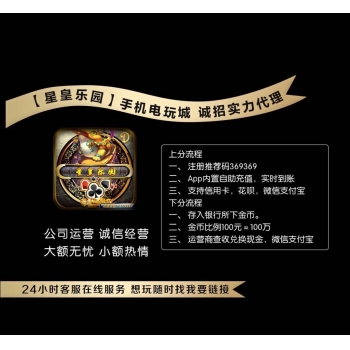 【星皇乐园】手机电玩城 诚招实力代理
星皇乐园
公司运营 诚信经营
大额无忧 小额热情
上分流程
一、注册推荐码369369
二、App内置自助充值，实时到账
三、支持信用卡，花呗，微信支付宝
下分流程
一、存入银行所下金币。
二、金币比例100元=100万
三、运营商查收兑换现金，微信支付宝
24小时客服在线服务 想玩随时找我要链接